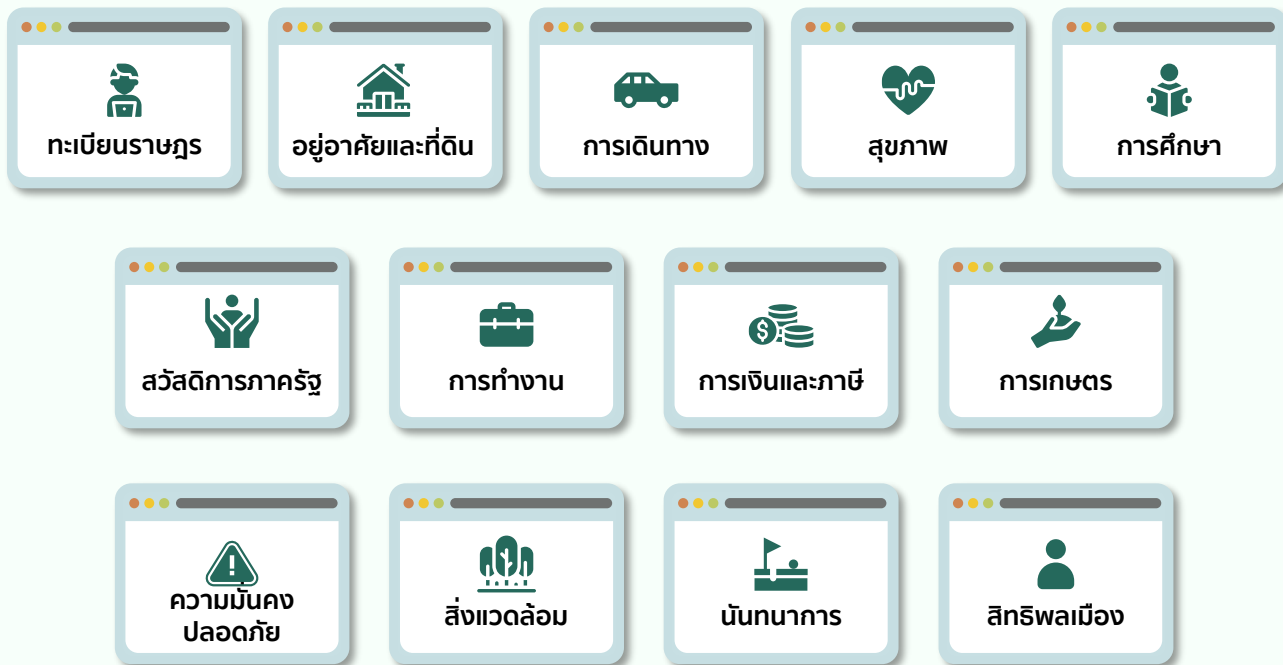 ทะเบียนราษฎร
อยู่อาศัยและที่ดิน
การเดินทาง
สุขภาพ
การศึกษา
สวัสดิการภาครัฐ
การทำงาน
การเงินและภาษี
การเกษตร
ความมั่นคง
ปลอดภัย
สิ่งแวดล้อม
นันทนาการ
สิทธิพลเมือง